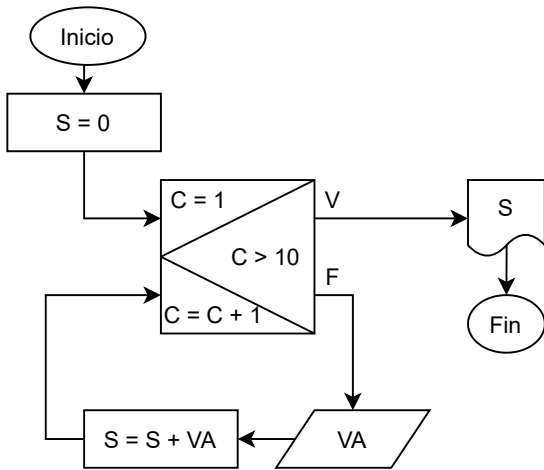 Inicio
S = 0
C = 1
V
S
C > 10
F
C = C + 1
Fin
S = S + VA
VA